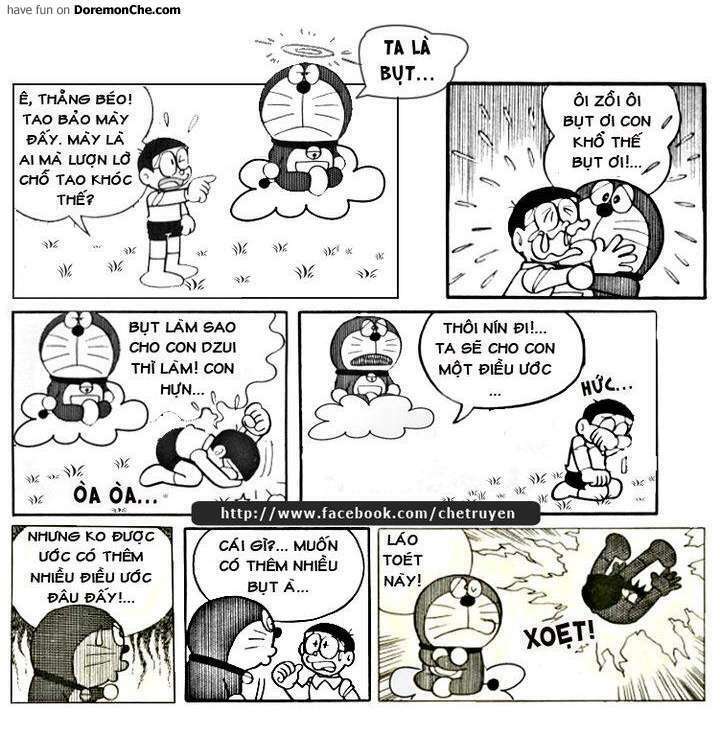 have fun on DoremonChe.com
Ê, THẰNG BÉO!
TAO BẢO MÀY
ĐẤY. MÀY LÀ
AI MÀ LƯỢN LỜ
CHỖ TAO KHÓC
THẾ?
TA LÀ
BỤT...
ÔI ZỒI ÔI
BỤT ƠI CON
KHỔ THẾ
BỤT ƠI!...
BỤT LÀM SAO
CHO CON DZUI
THÌ LÀM! CON
HỰN...
ÒA ÒA...
THÔI NÍN ĐI!...
TA SẼ CHO CON
MỘT ĐIỀU ƯỚC
...
HỨC...
http://www.facebook.com/chetruyen
NHƯNG KO ĐƯỢC
ƯỚC CÓ THÊM
NHIỀU ĐIỀU ƯỚC
ĐÂU ĐẤY!...
CÁI GÌ?... MUỐN
CÓ THÊM NHIỀU
BỤT À...
LÁO
TOÉT
NÀY!
XOẸT!